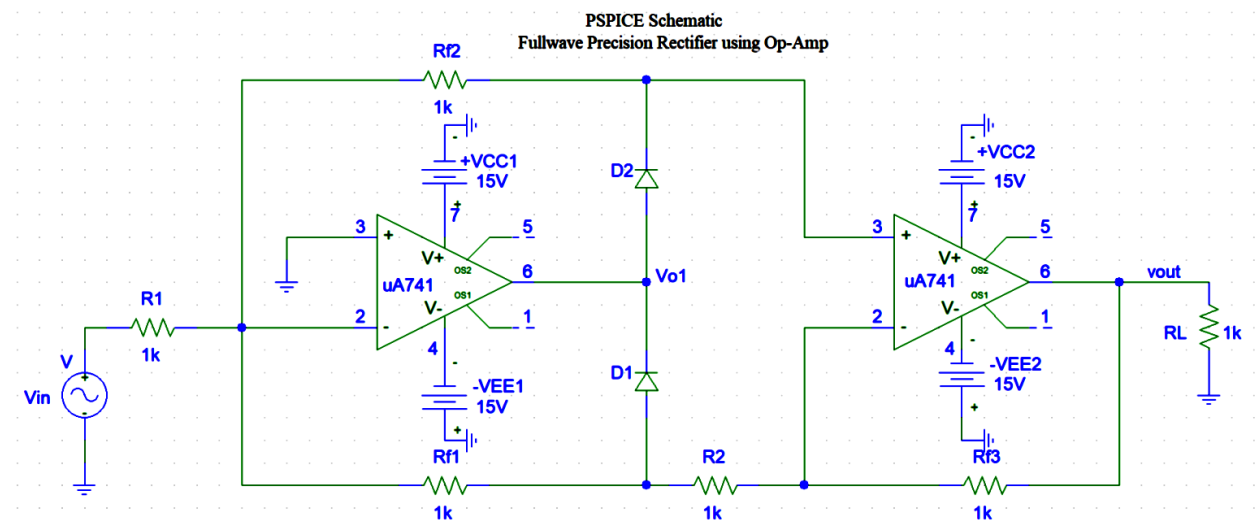 PSPICE Schematic
Fullwave Precision Rectifier using Op-Amp
Rf2
1k
+VCC1
15V
-
+
7
3
+
V+
5
OS2
uA741
6
OS1
V-
2
-
1
4
-
-VEE1
15V
+
D2
Vo1
D1
+VCC2
15V
-
+
7
3
+
V+
5
OS2
uA741
6
vout
OS1
V-
2
-
1
4
-
-VEE2
15V
+
RL
1k
R1
1k
V
+
Vin
-
Rf1
1k
R2
1k
Rf3
1k